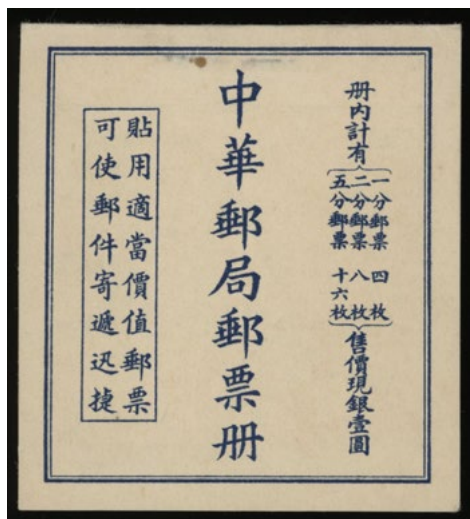 册内計有
一分郵票 四枚
二分郵票 八枚
五分郵票 十六枚
售價現銀壹圓
中華郵局郵票册
貼用適當價值郵票
可使郵件寄遞迅捷